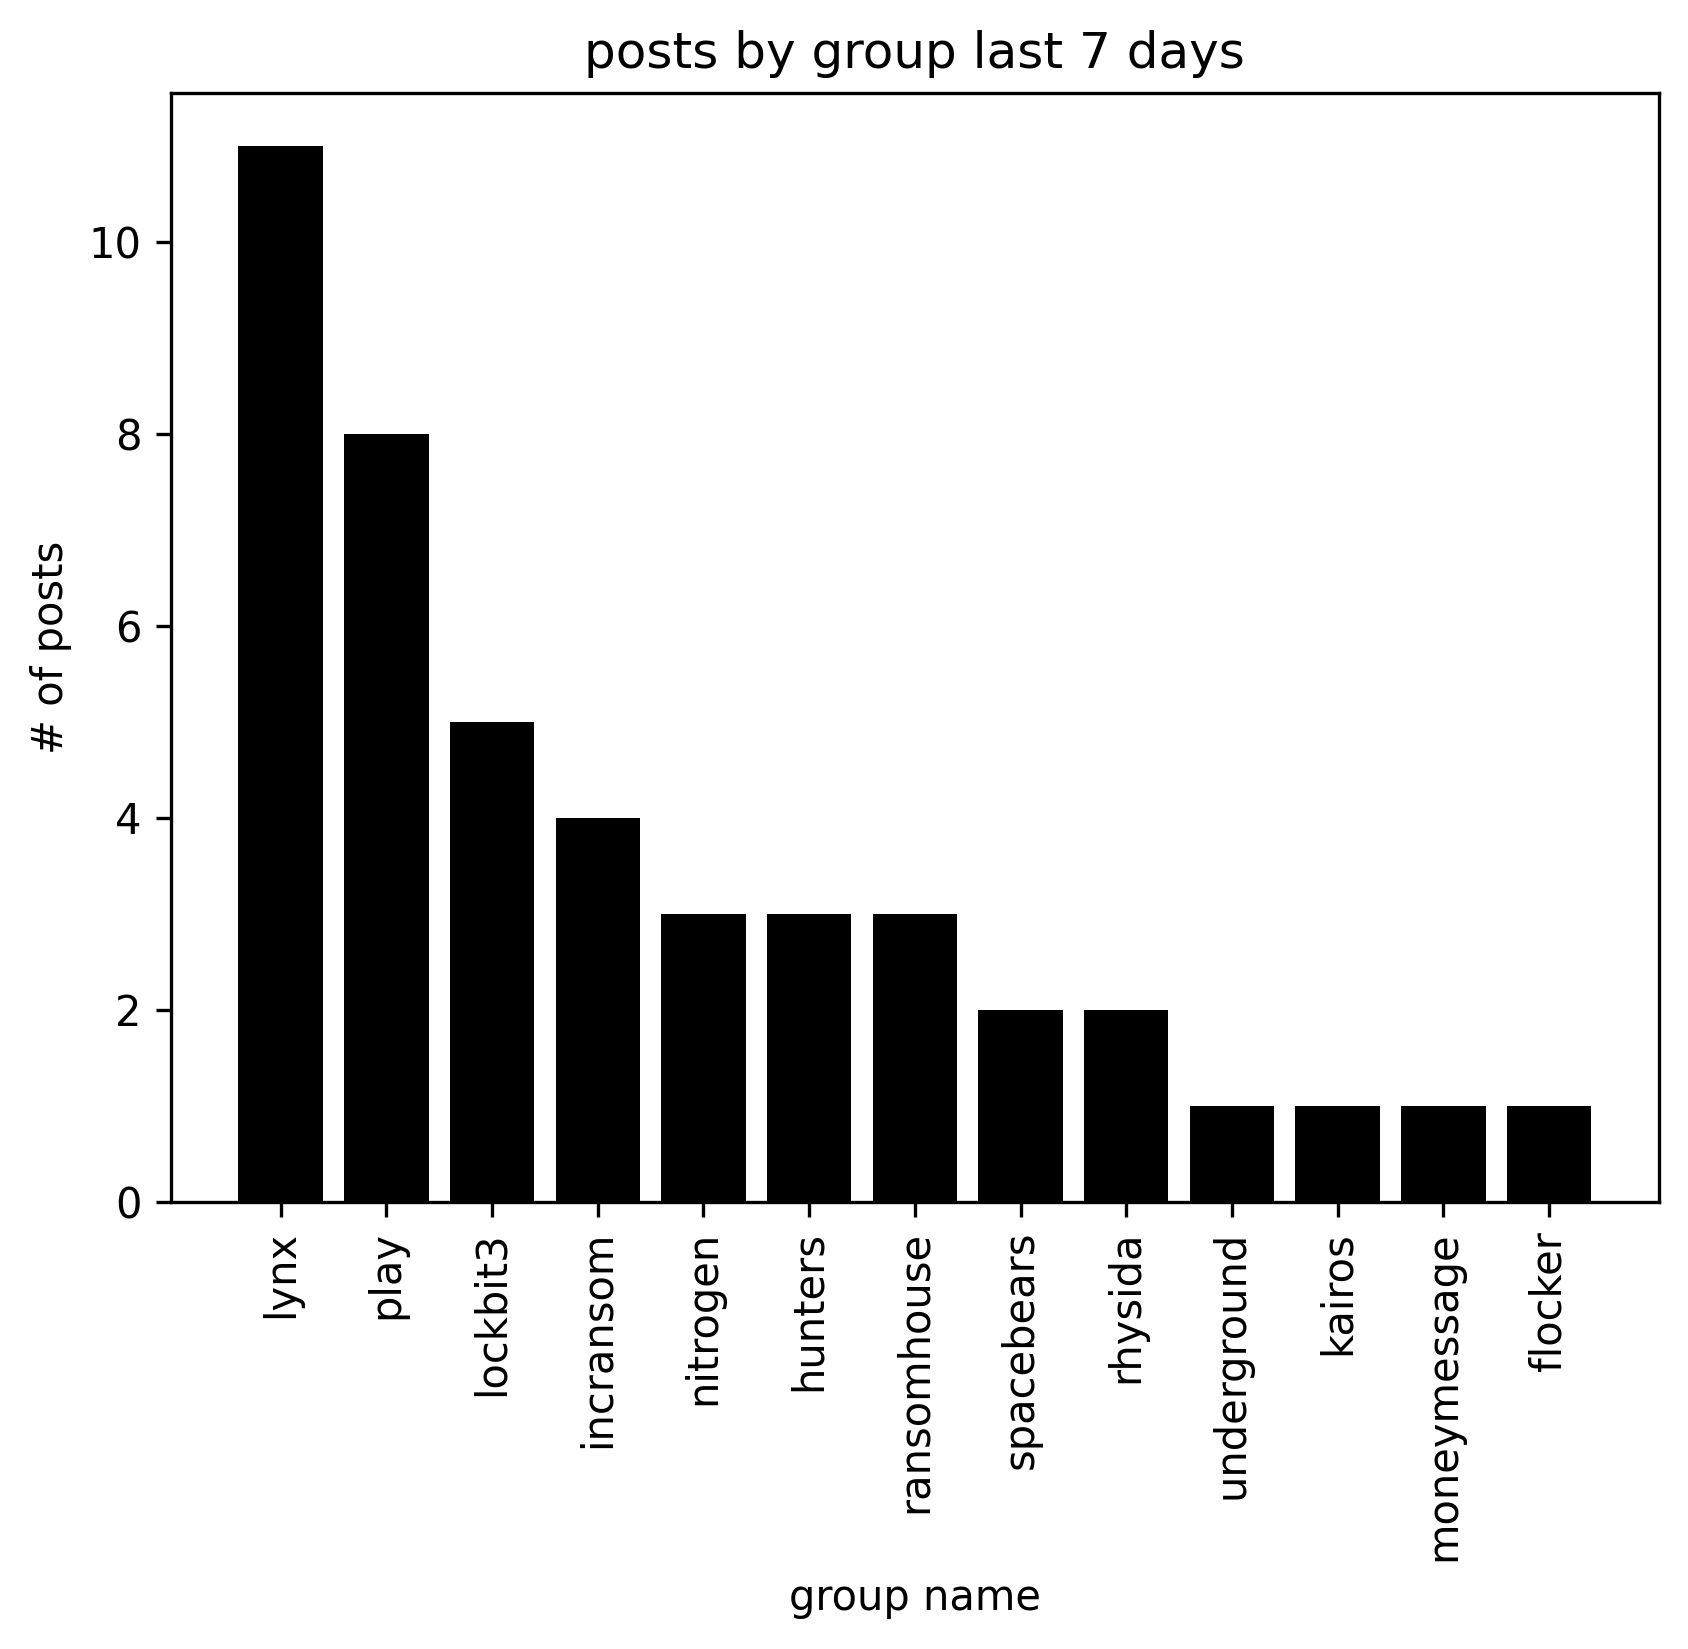 posts by group last 7 days
# of posts
10
8
6
4
2
0
lynx
play
lockbit3
incransom
nitrogen
hunters
ransomhouse
spacebears
rhysida
underground
kairos
moneymessage
flocker
group name